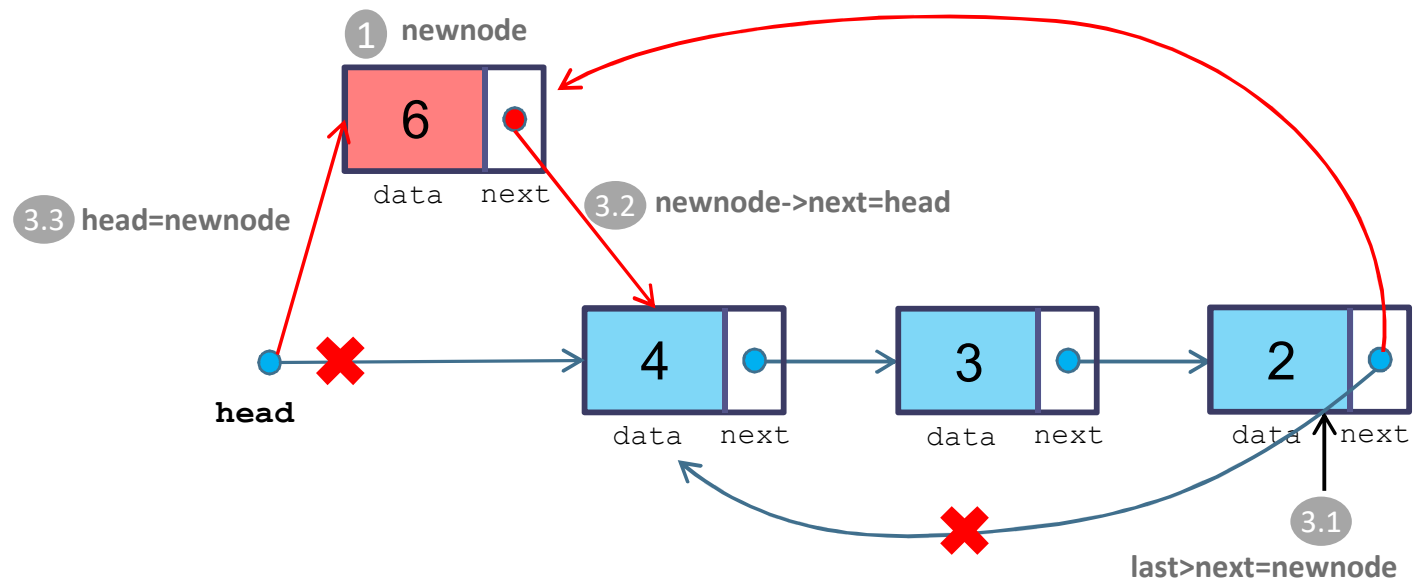 1 newnode
6
data next
3.3 head=newnode
3.2 newnode->next=head
4 3 2
head
data next data next data next
3.1
last>next=newnode